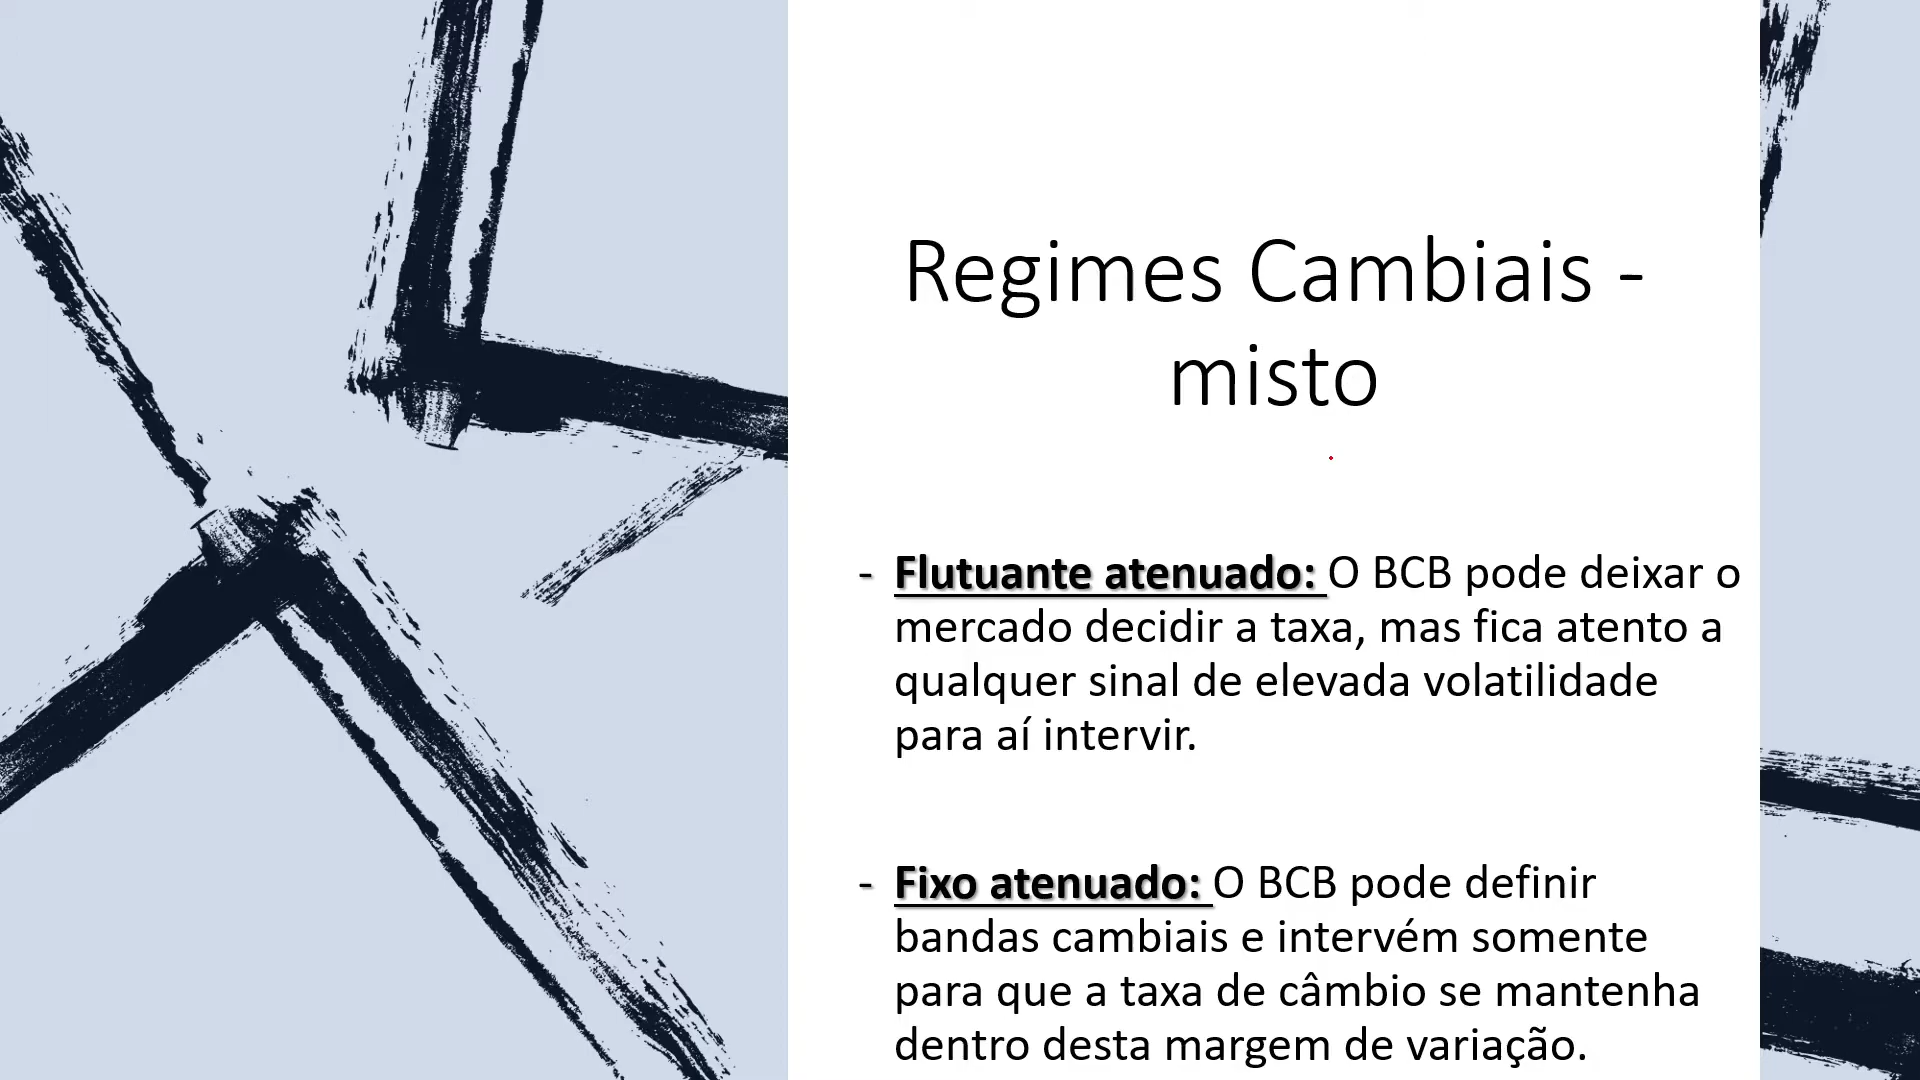 Regimes Cambiais -
misto
- Flutuante atenuado: O BCB pode deixar o
mercado decidir a taxa, mas fica atento a
qualquer sinal de elevada volatilidade
para aí intervir.
- Fixo atenuado: O BCB pode definir
bandas cambiais e intervém somente
para que a taxa de câmbio se mantenha
dentro desta margem de variação.